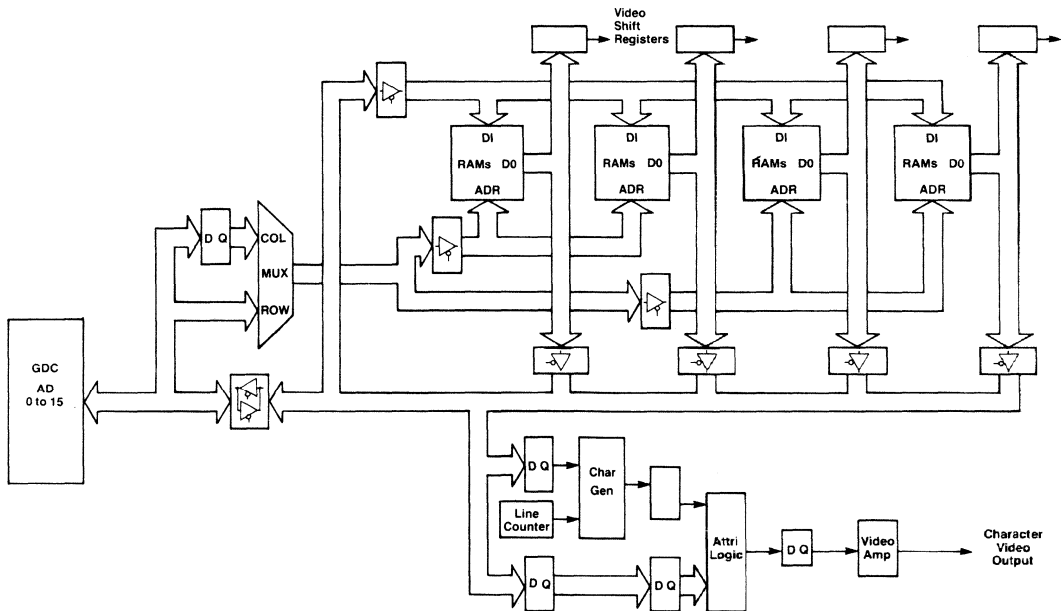 Video
Shift
Registers
DI
RAMs D0
ADR
DI
RAMs D0
ADR
DI
RAMs D0
ADR
DI
RAMs D0
ADR
D Q
COL
MUX
ROW
GDC
AD
0 to 15
D Q
Char
Gen
Line
Counter
Attri
Logic
D Q
Video
Amp
Character
Video
Output
D Q
D Q